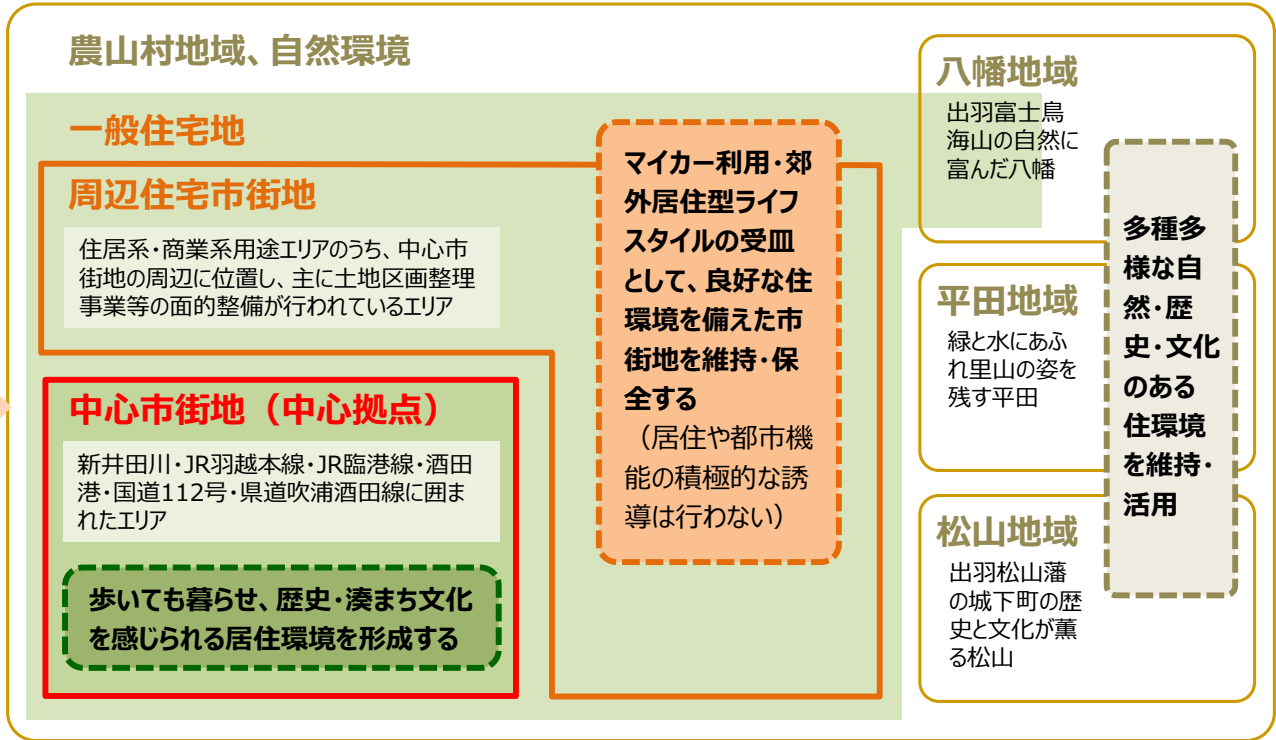 農山村地域、自然環境
一般住宅地
周辺住宅市街地
住居系・商業系用途エリアのうち、中心市
街地の周辺に位置し、主に土地区画整理
事業等の面的整備が行われているエリア
中心市街地（中心拠点）
新井田川・JR羽越本線・JR臨港線・酒田
港・国道112号・県道吹浦酒田線に囲ま
れたエリア
歩いても暮らせ、歴史・湊まち文化
を感じられる居住環境を形成する
マイカー利用・郊
外居住型ライフ
スタイルの受皿
として、良好な住
環境を備えた市
街地を維持・保
全する
（居住や都市機
能の積極的な誘
導は行わない）
八幡地域
出羽富士鳥
海山の自然に
富んだ八幡
平田地域
緑と水にあふ
れ里山の姿を
残す平田
松山地域
出羽松山藩
の城下町の歴
史と文化が薫
る松山
多種多
様な自
然・歴
史・文化
のある
住環境
を維持・
活用